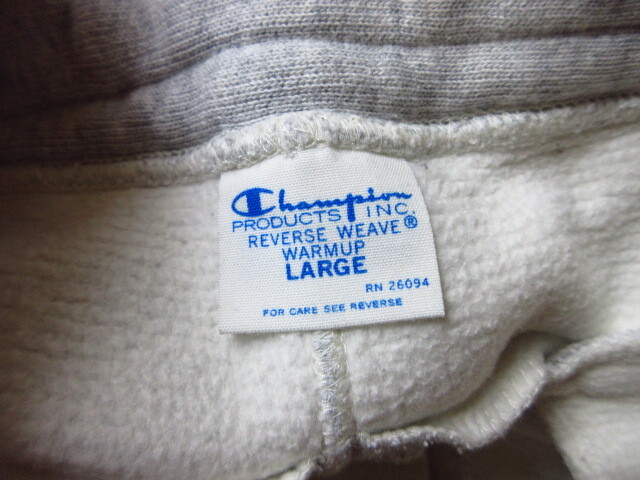 Champion
PRODUCTS INC.
REVERSE WEAVE®
WARMUP
LARGE
RN 26094
FOR CARE SEE REVERSE